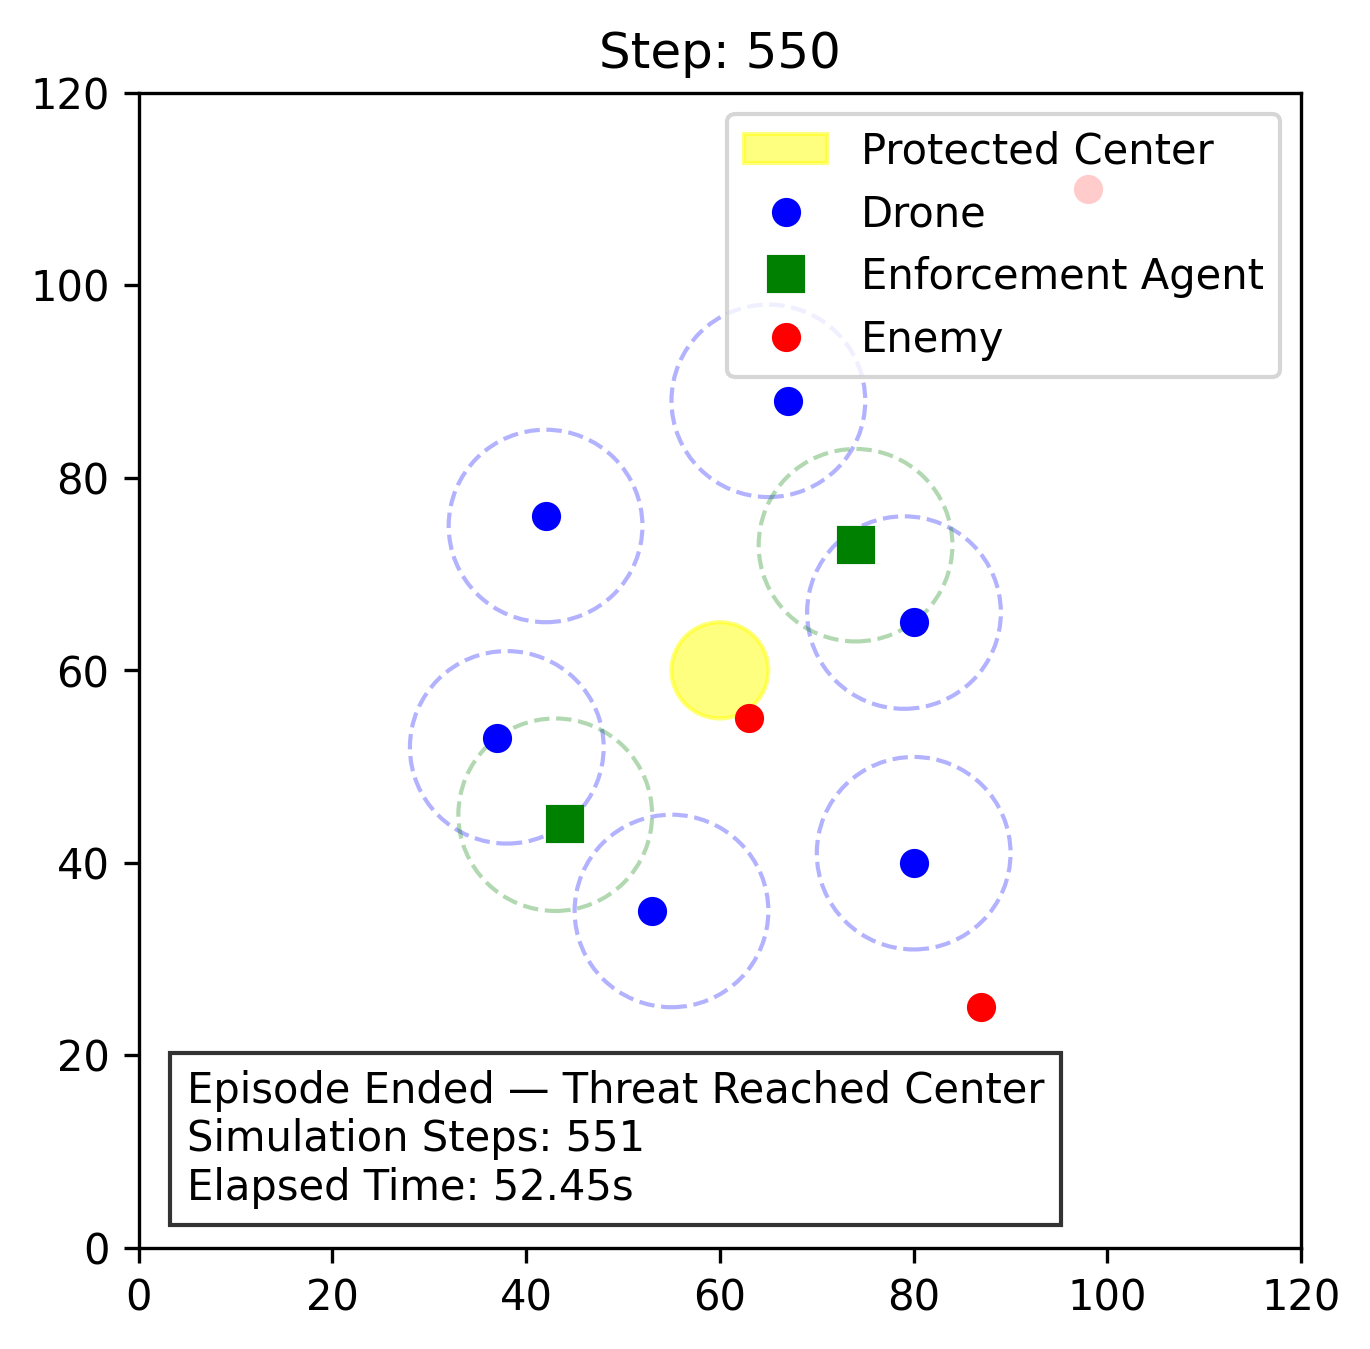 Step: 550
120
100
80
60
40
20
0
Protected Center
Drone
Enforcement Agent
Enemy
Episode Ended — Threat Reached Center
Simulation Steps: 551
Elapsed Time: 52.45s
0 20 40 60 80 100 120